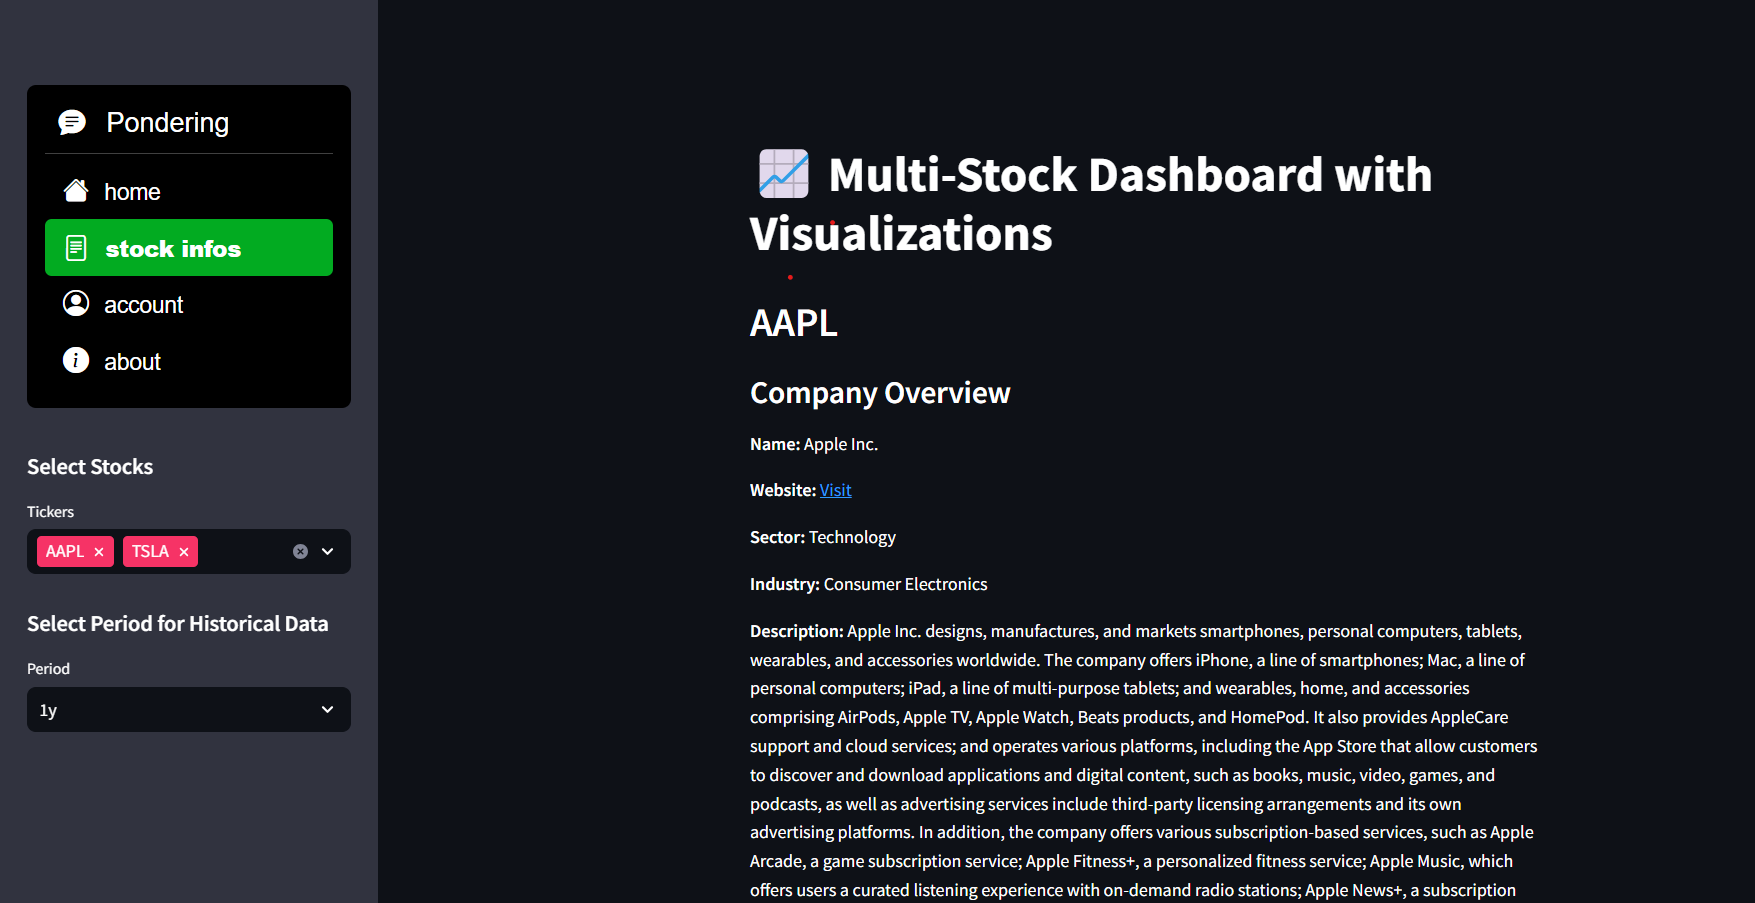 Pondering
home
stock infos
account
about
Select Stocks
Tickers
AAPL × TSLA ×
Select Period for Historical Data
Period
1y
Multi-Stock Dashboard with
Visualizations
AAPL
Company Overview
Name: Apple Inc.
Website: Visit
Sector: Technology
Industry: Consumer Electronics
Description: Apple Inc. designs, manufactures, and markets smartphones, personal computers, tablets,
wearables, and accessories worldwide. The company offers iPhone, a line of smartphones; Mac, a line of
personal computers; iPad, a line of multi-purpose tablets; and wearables, home, and accessories
comprising AirPods, Apple TV, Apple Watch, Beats products, and HomePod. It also provides AppleCare
support and cloud services; and operates various platforms, including the App Store that allow customers
to discover and download applications and digital content, such as books, music, video, games, and
podcasts, as well as advertising services include third-party licensing arrangements and its own
advertising platforms. In addition, the company offers various subscription-based services, such as Apple
Arcade, a game subscription service; Apple Fitness+, a personalized fitness service; Apple Music, which
offers users a curated listening experience with on-demand radio stations; Apple News+, a subscription